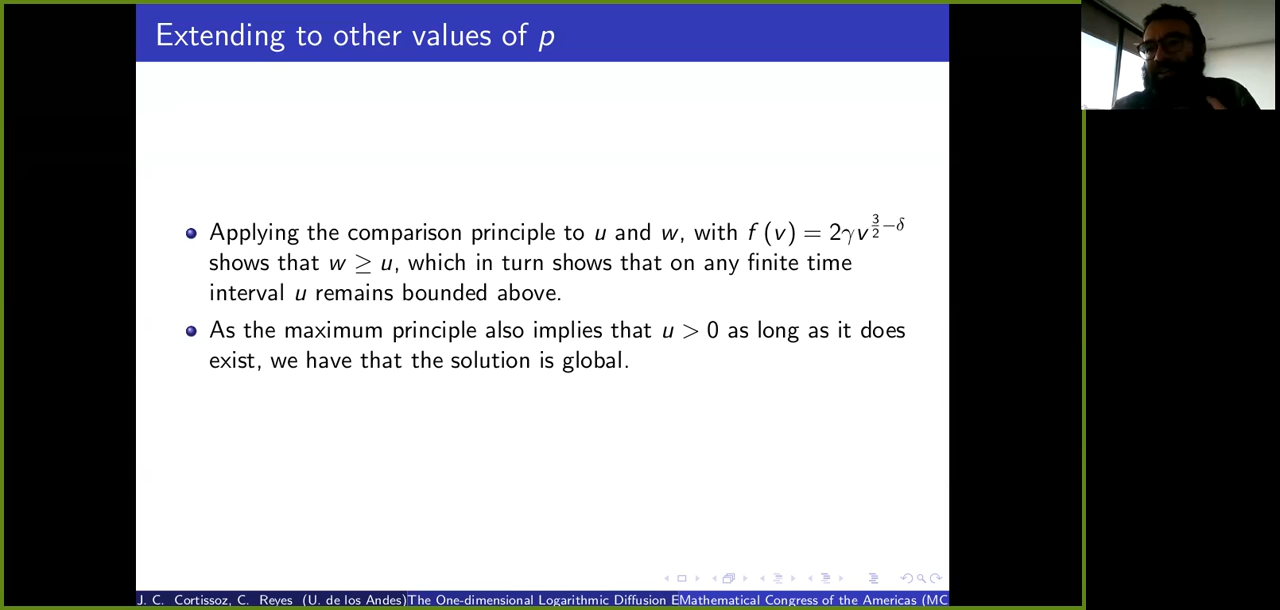 Extending to other values of p
Applying the comparison principle to u and w, with f (v) = 2γv^{3/2−δ}
shows that w ≥ u, which in turn shows that on any finite time
interval u remains bounded above.
As the maximum principle also implies that u > 0 as long as it does
exist, we have that the solution is global.
J. C. Cortissoz, C. Reyes (U. de los Andes)The One-dimensional Logarithmic Diffusion EMathematical Congress of the Americas (MC